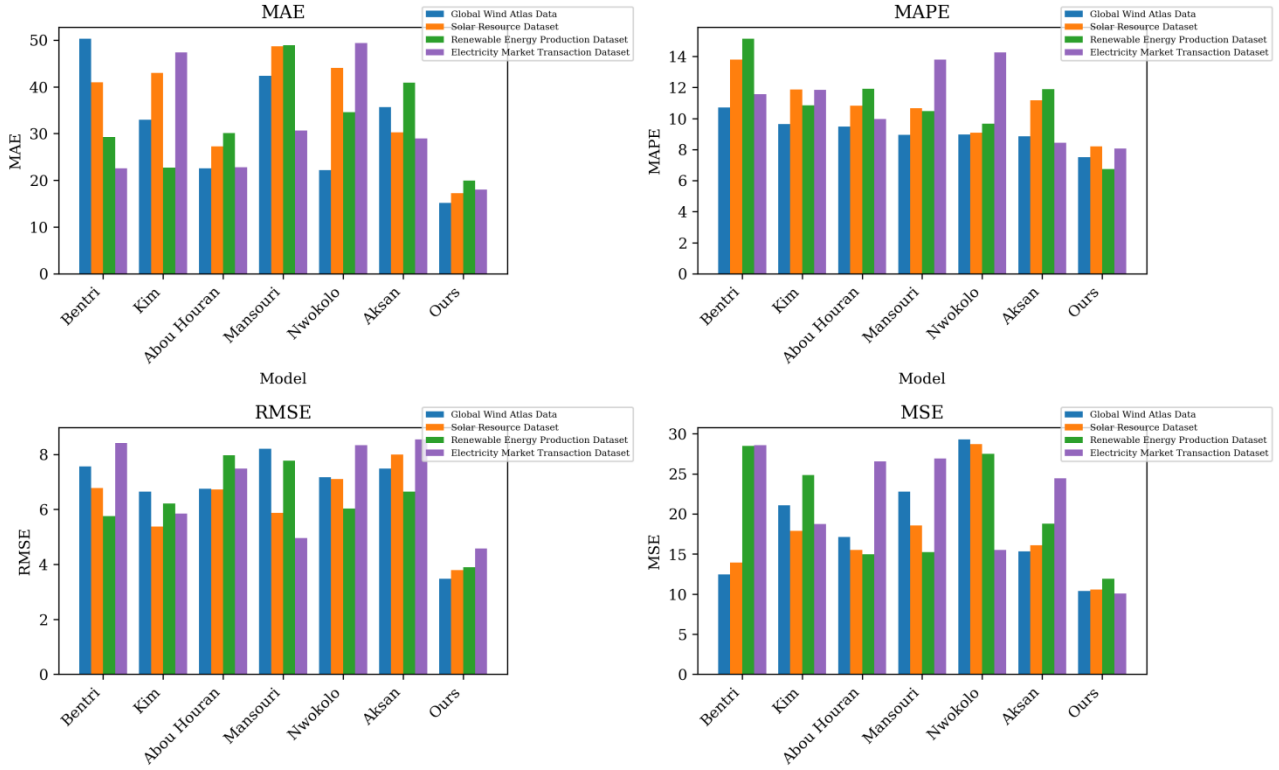 MAE
MAE
50
40
30
20
10
0
Global Wind Atlas Data
Solar Resource Dataset
Renewable Energy Production Dataset
Electricity Market Transaction Dataset
Bentri
Kim
Abou Houran
Mansouri
Nwokolo
Aksan
Ours
Model
MAPE
MAPE
14
12
10
8
6
4
2
0
Global Wind Atlas Data
Solar Resource Dataset
Renewable Energy Production Dataset
Electricity Market Transaction Dataset
Bentri
Kim
Abou Houran
Mansouri
Nwokolo
Aksan
Ours
Model
RMSE
RMSE
8
6
4
2
0
Global Wind Atlas Data
Solar Resource Dataset
Renewable Energy Production Dataset
Electricity Market Transaction Dataset
Bentri
Kim
Abou Houran
Mansouri
Nwokolo
Aksan
Ours
MSE
MSE
30
25
20
15
10
5
0
Global Wind Atlas Data
Solar Resource Dataset
Renewable Energy Production Dataset
Electricity Market Transaction Dataset
Bentri
Kim
Abou Houran
Mansouri
Nwokolo
Aksan
Ours